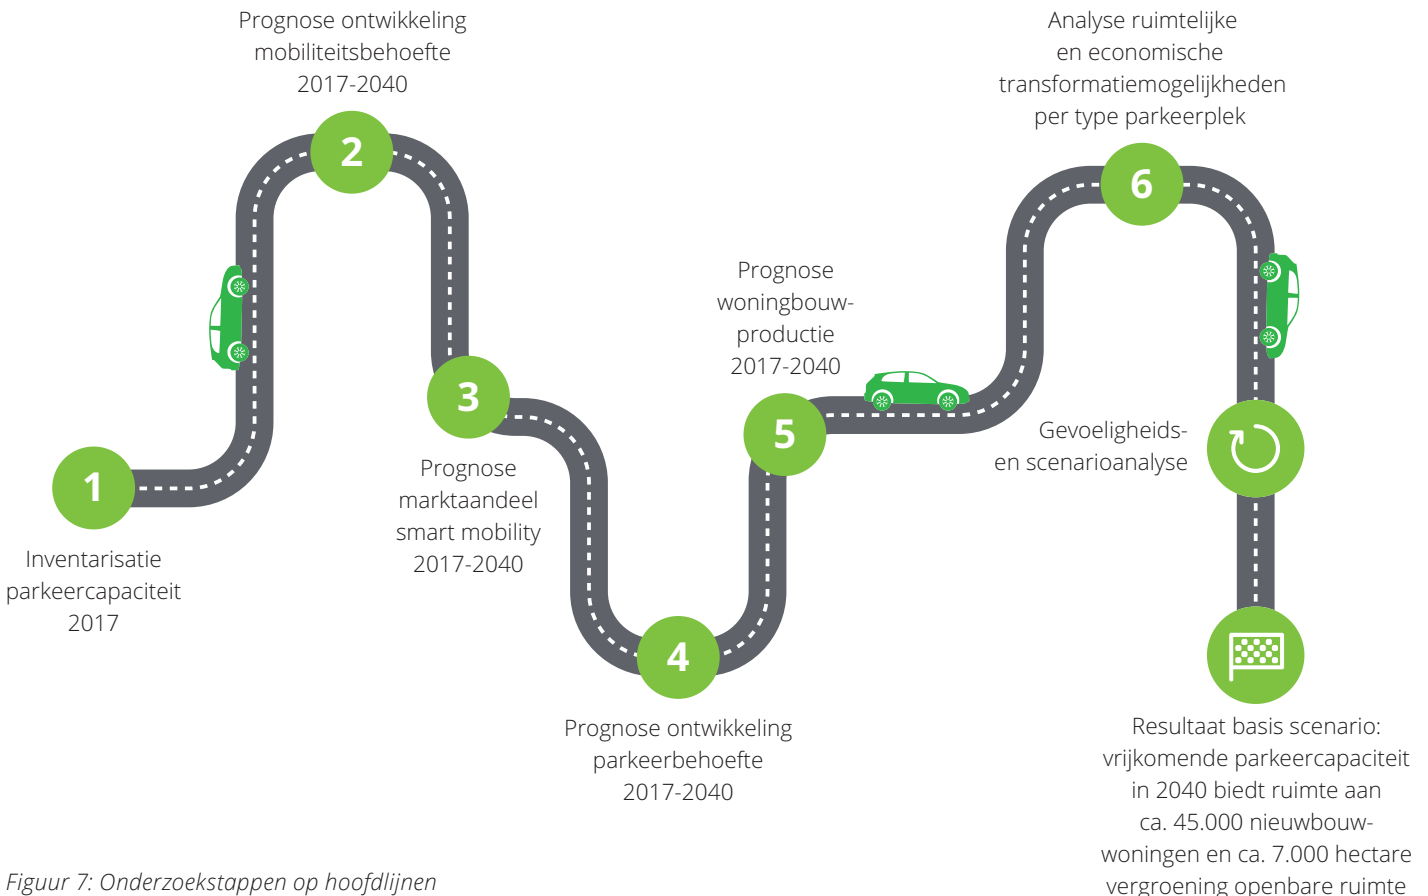 Prognose ontwikkeling
mobiliteitsbehoefte
2017-2040
2
1
Inventarisatie
parkeercapaciteit
2017
3
Prognose
marktaandeel
smart mobility
2017-2040
4
Prognose ontwikkeling
parkeerbehoefte
2017-2040
Prognose
woningbouw-
productie
2017-2040
5
Analyse ruimtelijke
en economische
transformatiemogelijkheden
per type parkeerplek
6
Gevoeligheids-
en scenarioanalyse
Resultaat basis scenario:
vrijkomende parkeercapaciteit
in 2040 biedt ruimte aan
ca. 45.000 nieuwbouw-
woningen en ca. 7.000 hectare
vergroening openbare ruimte
Figuur 7: Onderzoekstappen op hoofdlijnen